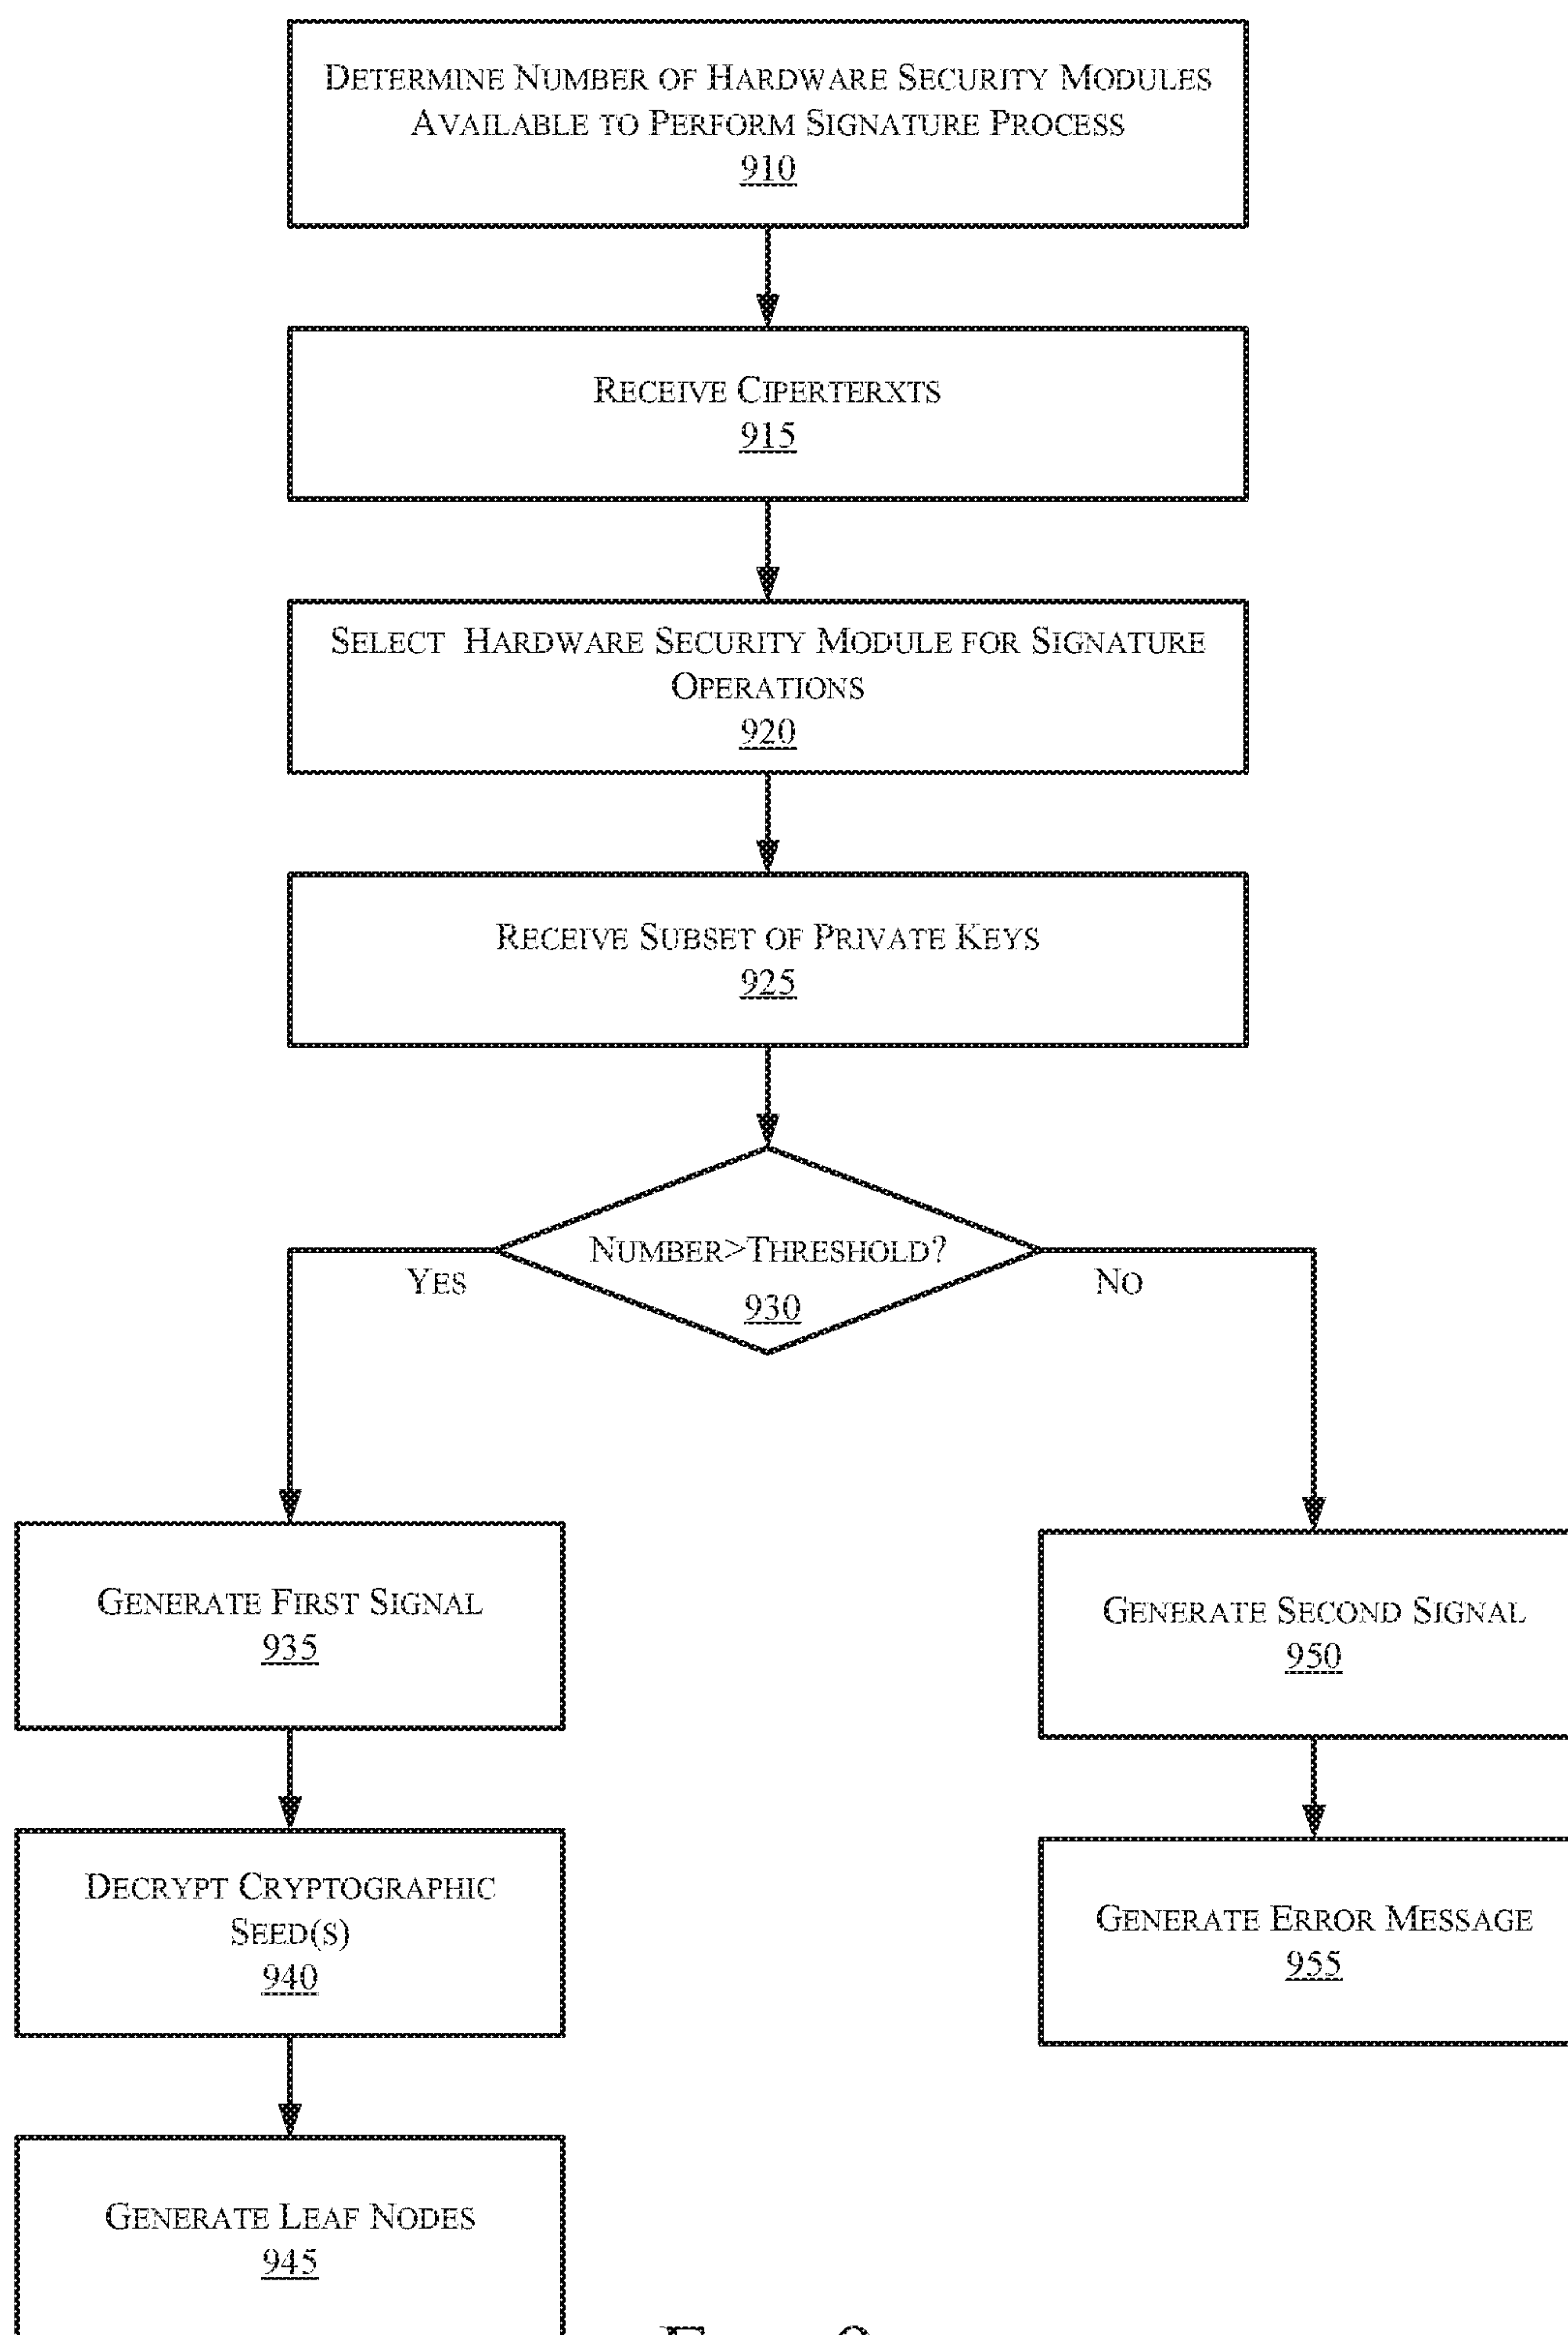 DETERMINE NUMBER OF HARDWARE SECURITY MODULES
AVAILABLE TO PERFORM SIGNATURE PROCESS
910
RECEIVE CIPERTERXTS
915
SELECT HARDWARE SECURITY MODULE FOR SIGNATURE
OPERATIONS
920
RECEIVE SUBSET OF PRIVATE KEYS
925
NUMBER>THRESHOLD?
930
YES
NO
GENERATE FIRST SIGNAL
935
GENERATE SECOND SIGNAL
950
DECRYPT CRYPTOGRAPHIC
SEED(S)
940
GENERATE ERROR MESSAGE
955
GENERATE LEAF NODES
945